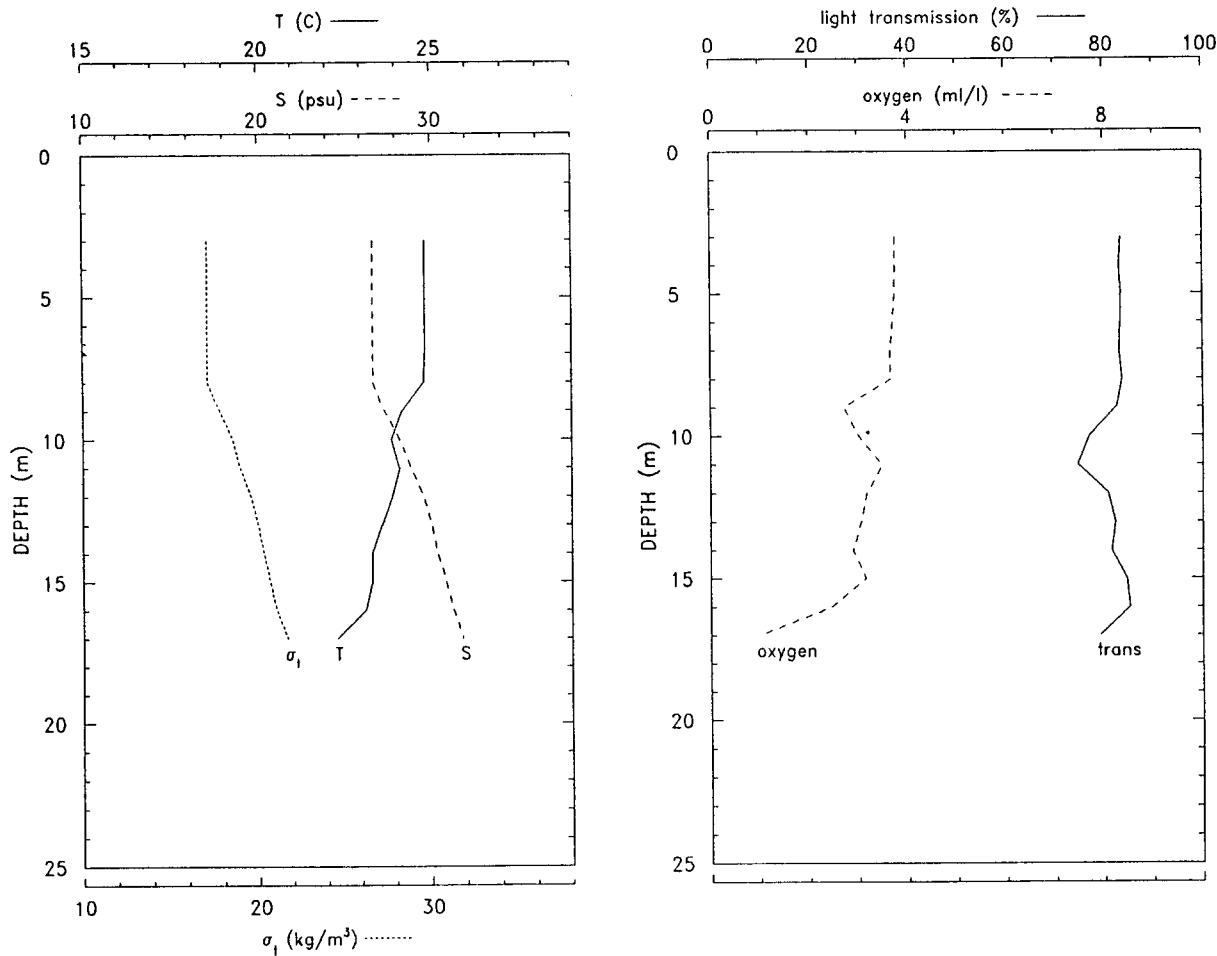 T (C)
15 20 25
S (psu)
10 20 30
0
5
10
15
20
25
DEPTH (m)
σt T S
10 20 30
σt (kg/m³)
light transmission (%)
0 20 40 60 80 100
oxygen (ml/l)
0 4 8
0
5
10
15
20
25
DEPTH (m)
oxygen trans